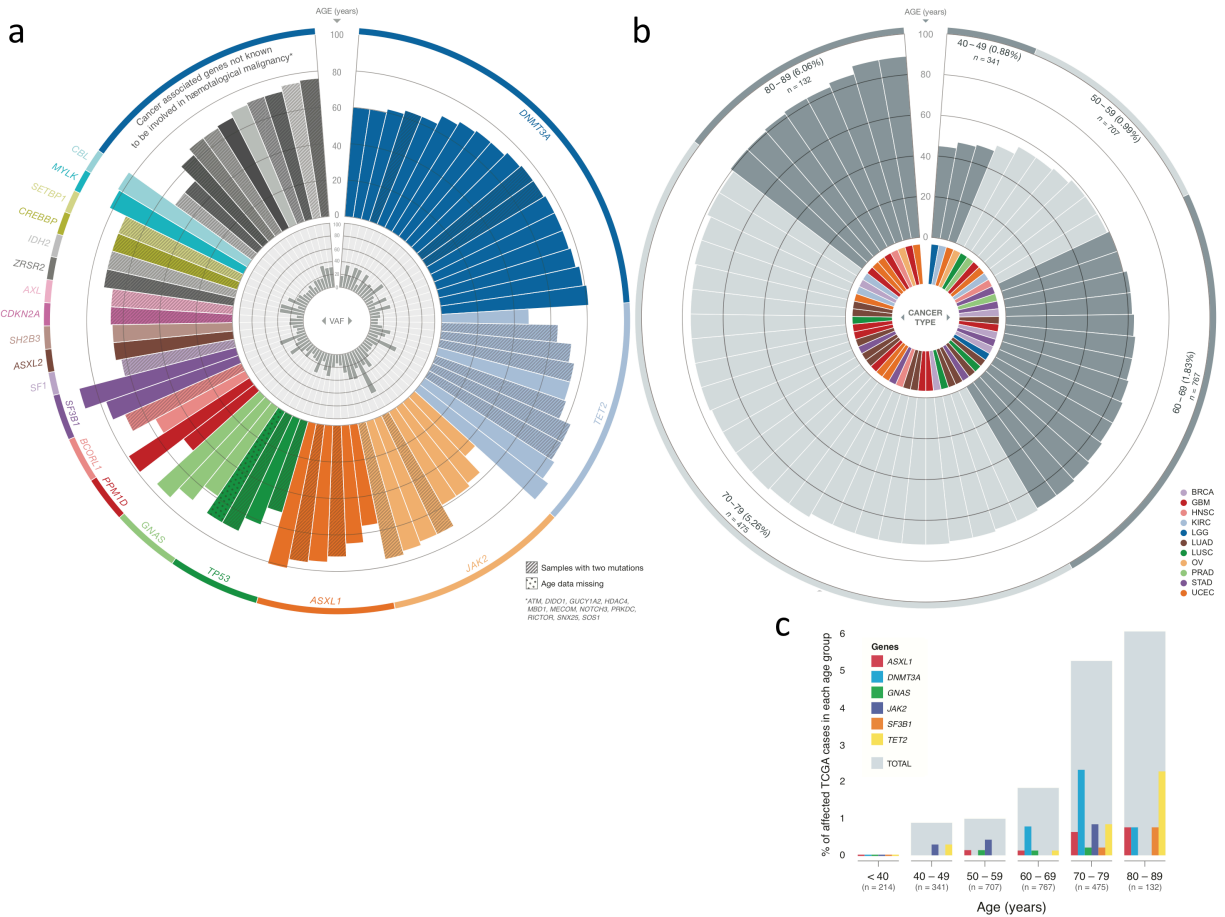 a
AGE (years)
100
80
60
40
20
0
Cancer associated genes not known
to be involved in hæmotological malignancy*
DNMT3A
TET2
JAK2
ASXL1
TP53
GNAS
PPM1D
BCORL1
SF3B1
SF1
ASXL2
SH2B3
CDKN2A
AXL
ZRSR2
IDH2
CREBBP
SETBP1
MYLK
CBL
100
80
60
40
20
VAF
Samples with two mutations
Age data missing
*ATM, DIDO1, GUCY1A2, HDAC4,
MBD1, MECOM, NOTCH3, PRKDC,
RICTOR, SNX25, SOS1
b
AGE (years)
100
80
60
40
20
0
40 – 49 (0.88%)
n = 341
50 – 59 (0.99%)
n = 707
60 – 69 (1.83%)
n = 767
70 – 79 (5.26%)
n = 475
80 – 89 (6.06%)
n = 132
CANCER
TYPE
BRCA
GBM
HNSC
KIRC
LGG
LUAD
LUSC
OV
PRAD
STAD
UCEC
c
% of affected TCGA cases in each age group
6
5
4
3
2
1
0
Genes
ASXL1
DNMT3A
GNAS
JAK2
SF3B1
TET2
TOTAL
< 40
(n = 214)
40 – 49
(n = 341)
50 – 59
(n = 707)
60 – 69
(n = 767)
70 – 79
(n = 475)
80 – 89
(n = 132)
Age (years)